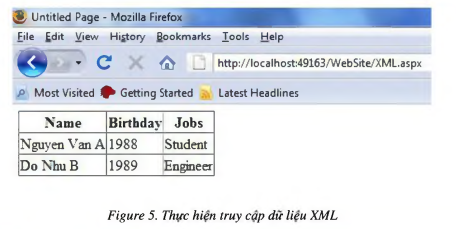 Untitled Page - Mozilla Firefox
File Edit View History Bookmarks Tools Help
http://localhost:49163/WebSite/XML.aspx
Most Visited Getting Started Latest Headlines
Name Birthday Jobs
Nguyen Van A 1988 Student
Do Nhu B 1989 Engineer
Figure 5. Thực hiện truy cập dữ liệu XML